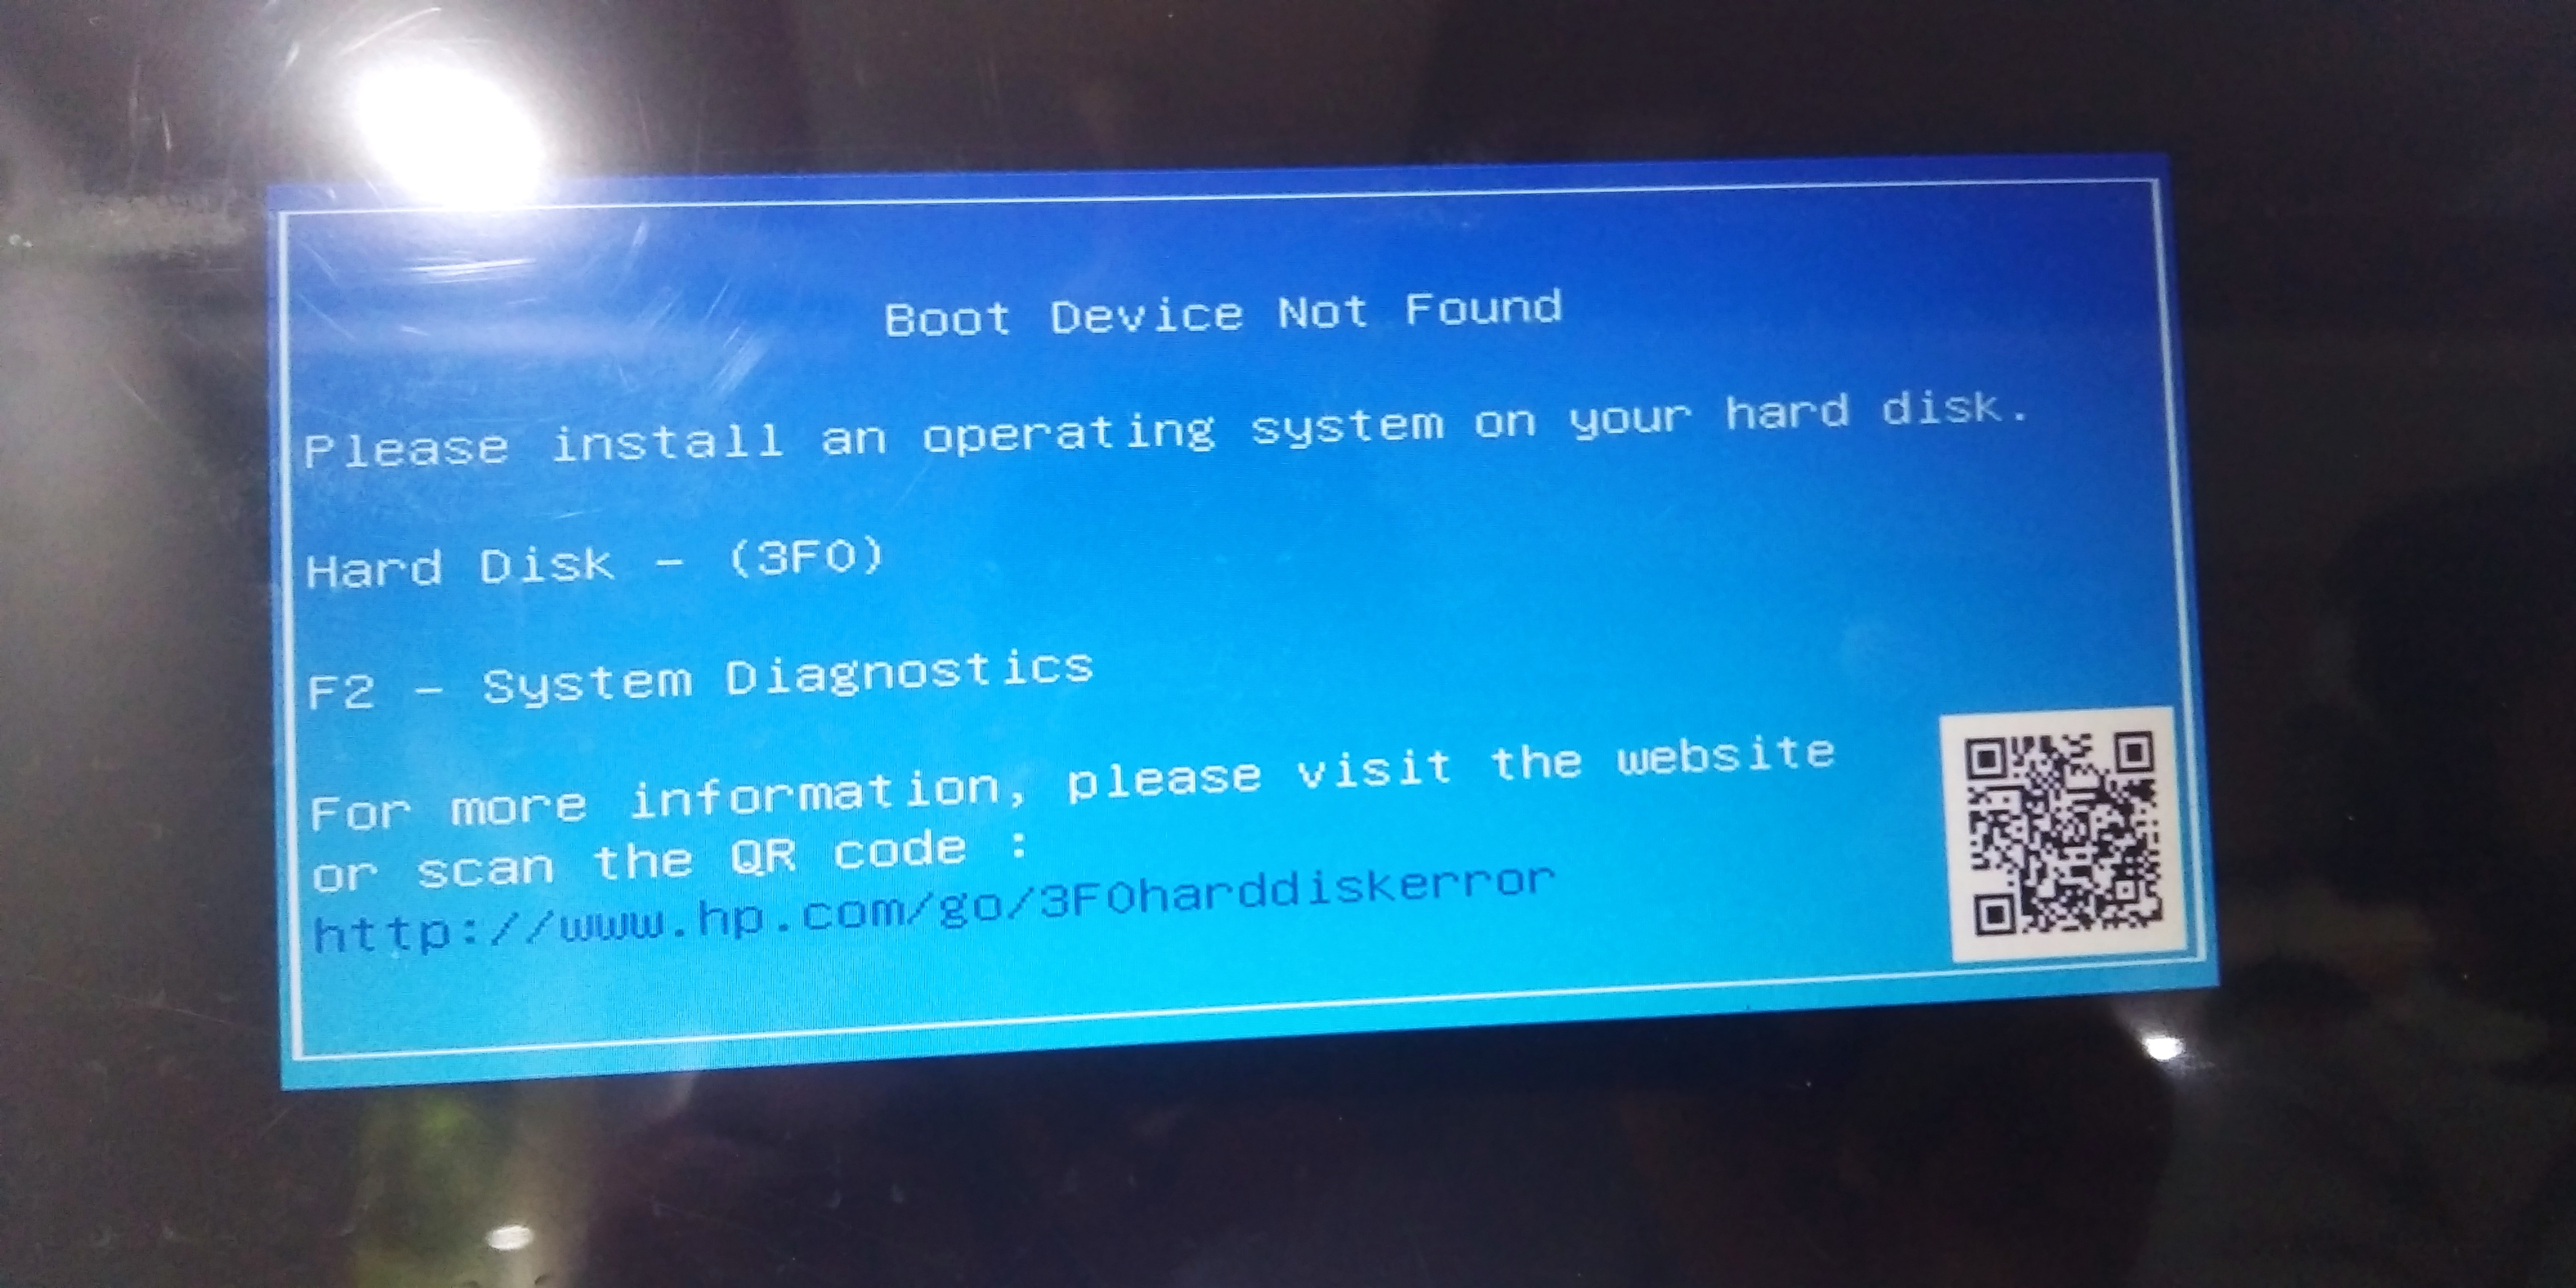 Boot Device Not Found
Please install an operating system on your hard disk.
Hard Disk - (3F0)
F2 - System Diagnostics
For more information, please visit the website
or scan the QR code :
http://www.hp.com/go/3F0harddiskerror